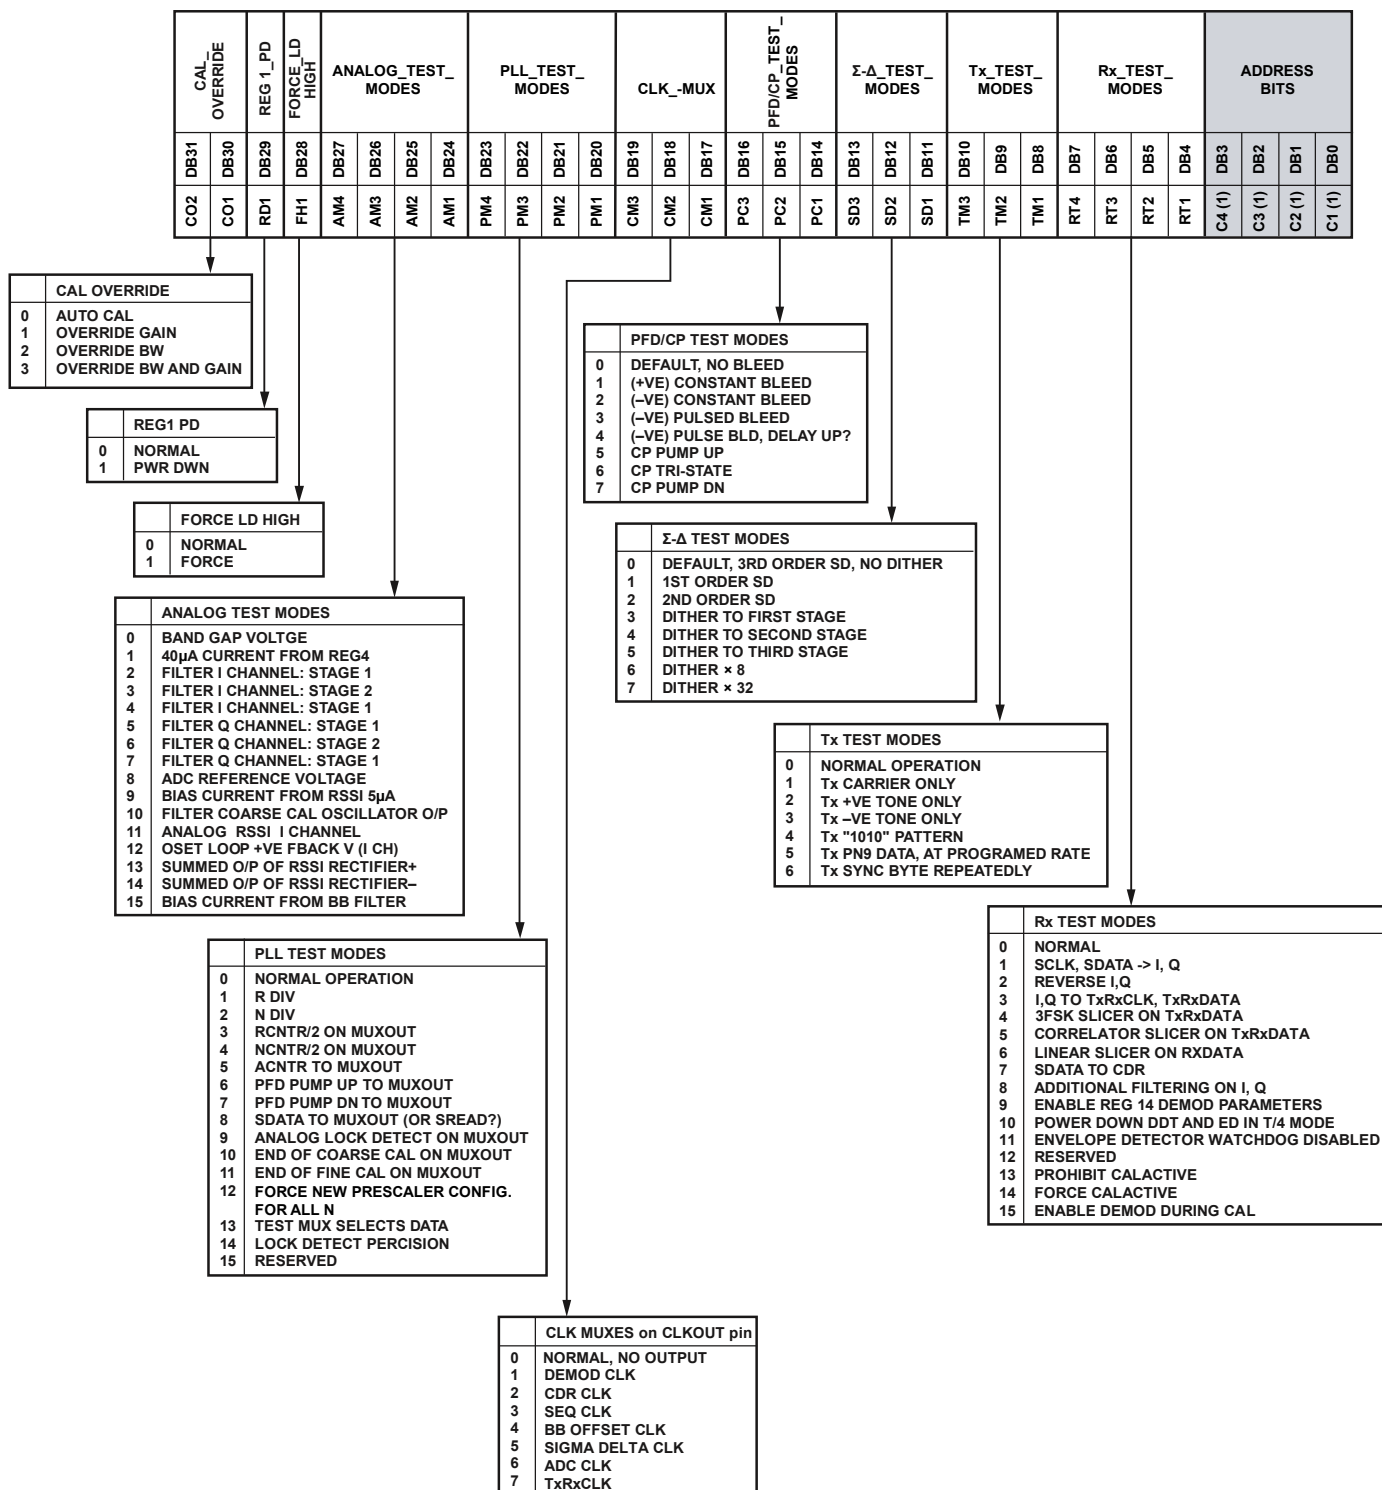 CAL_
OVERRIDE
REG 1_PD
FORCE_LD
HIGH
ANALOG_TEST_
MODES
PLL_TEST_
MODES
CLK_-MUX
PFD/CP_TEST_
MODES
Σ-Δ_TEST_
MODES
Tx_TEST_
MODES
Rx_TEST_
MODES
ADDRESS
BITS
DB31 DB30 DB29 DB28 DB27 DB26 DB25 DB24 DB23 DB22 DB21 DB20 DB19 DB18 DB17 DB16 DB15 DB14 DB13 DB12 DB11 DB10 DB9 DB8 DB7 DB6 DB5 DB4 DB3 DB2 DB1 DB0
CO2 CO1 RD1 FH1 AM4 AM3 AM2 AM1 PM4 PM3 PM2 PM1 CM3 CM2 CM1 PC3 PC2 PC1 SD3 SD2 SD1 TM3 TM2 TM1 RT4 RT3 RT2 RT1 C4 (1) C3 (1) C2 (1) C1 (1)
CAL OVERRIDE
0 AUTO CAL
1 OVERRIDE GAIN
2 OVERRIDE BW
3 OVERRIDE BW AND GAIN
REG1 PD
0 NORMAL
1 PWR DWN
FORCE LD HIGH
0 NORMAL
1 FORCE
ANALOG TEST MODES
0 BAND GAP VOLTGE
1 40µA CURRENT FROM REG4
2 FILTER I CHANNEL: STAGE 1
3 FILTER I CHANNEL: STAGE 2
4 FILTER I CHANNEL: STAGE 1
5 FILTER Q CHANNEL: STAGE 1
6 FILTER Q CHANNEL: STAGE 2
7 FILTER Q CHANNEL: STAGE 1
8 ADC REFERENCE VOLTAGE
9 BIAS CURRENT FROM RSSI 5µA
10 FILTER COARSE CAL OSCILLATOR O/P
11 ANALOG RSSI I CHANNEL
12 OSET LOOP +VE FBACK V (I CH)
13 SUMMED O/P OF RSSI RECTIFIER+
14 SUMMED O/P OF RSSI RECTIFIER–
15 BIAS CURRENT FROM BB FILTER
PLL TEST MODES
0 NORMAL OPERATION
1 R DIV
2 N DIV
3 RCNTR/2 ON MUXOUT
4 NCNTR/2 ON MUXOUT
5 ACNTR TO MUXOUT
6 PFD PUMP UP TO MUXOUT
7 PFD PUMP DN TO MUXOUT
8 SDATA TO MUXOUT (OR SREAD?)
9 ANALOG LOCK DETECT ON MUXOUT
10 END OF COARSE CAL ON MUXOUT
11 END OF FINE CAL ON MUXOUT
12 FORCE NEW PRESCALER CONFIG.
FOR ALL N
13 TEST MUX SELECTS DATA
14 LOCK DETECT PERCISION
15 RESERVED
CLK MUXES on CLKOUT pin
0 NORMAL, NO OUTPUT
1 DEMOD CLK
2 CDR CLK
3 SEQ CLK
4 BB OFFSET CLK
5 SIGMA DELTA CLK
6 ADC CLK
7 TxRxCLK
PFD/CP TEST MODES
0 DEFAULT, NO BLEED
1 (+VE) CONSTANT BLEED
2 (–VE) CONSTANT BLEED
3 (–VE) PULSED BLEED
4 (–VE) PULSE BLD, DELAY UP?
5 CP PUMP UP
6 CP TRI-STATE
7 CP PUMP DN
Σ-Δ TEST MODES
0 DEFAULT, 3RD ORDER SD, NO DITHER
1 1ST ORDER SD
2 2ND ORDER SD
3 DITHER TO FIRST STAGE
4 DITHER TO SECOND STAGE
5 DITHER TO THIRD STAGE
6 DITHER × 8
7 DITHER × 32
Tx TEST MODES
0 NORMAL OPERATION
1 Tx CARRIER ONLY
2 Tx +VE TONE ONLY
3 Tx –VE TONE ONLY
4 Tx "1010" PATTERN
5 Tx PN9 DATA, AT PROGRAMED RATE
6 Tx SYNC BYTE REPEATEDLY
Rx TEST MODES
0 NORMAL
1 SCLK, SDATA -> I, Q
2 REVERSE I,Q
3 I,Q TO TxRxCLK, TxRxDATA
4 3FSK SLICER ON TxRxDATA
5 CORRELATOR SLICER ON TxRxDATA
6 LINEAR SLICER ON RXDATA
7 SDATA TO CDR
8 ADDITIONAL FILTERING ON I, Q
9 ENABLE REG 14 DEMOD PARAMETERS
10 POWER DOWN DDT AND ED IN T/4 MODE
11 ENVELOPE DETECTOR WATCHDOG DISABLED
12 RESERVED
13 PROHIBIT CALACTIVE
14 FORCE CALACTIVE
15 ENABLE DEMOD DURING CAL